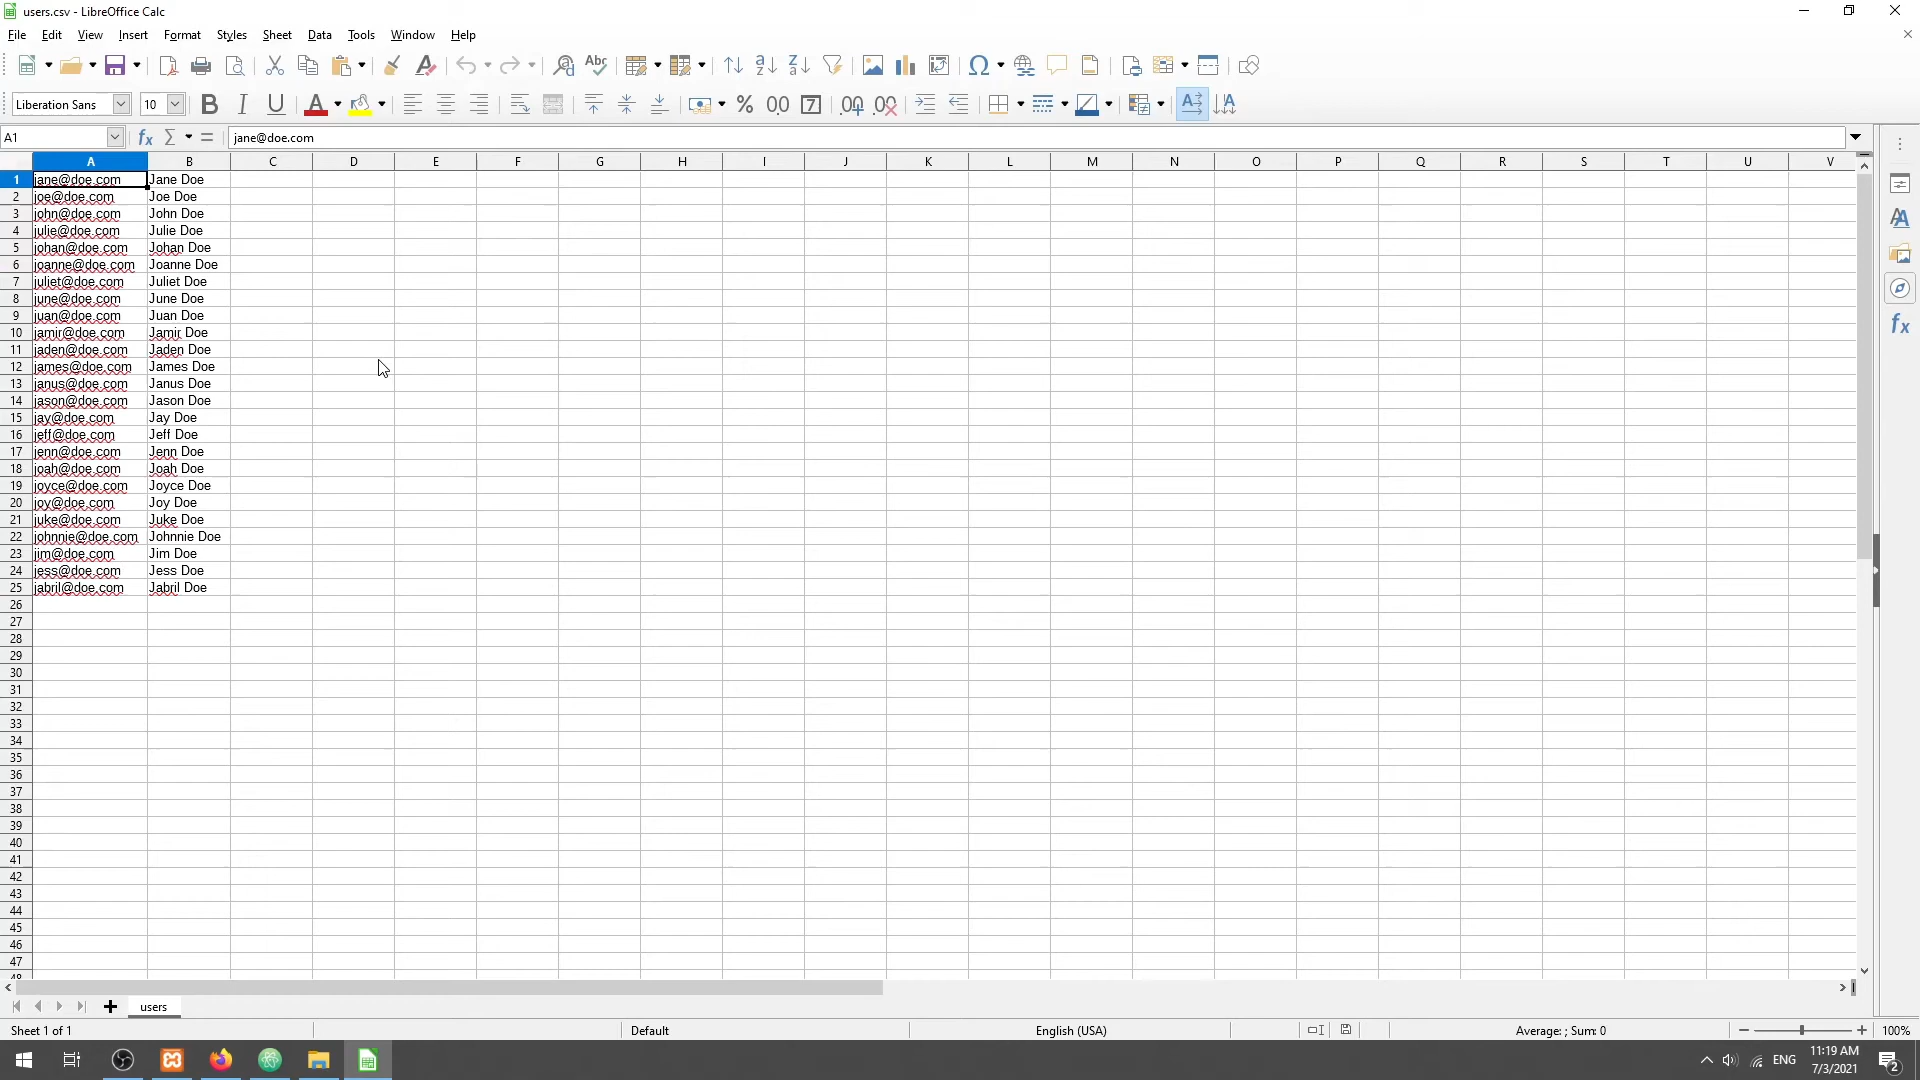 users.csv - LibreOffice Calc
File Edit View Insert Format Styles Sheet Data Tools Window Help
Liberation Sans 10
A1 jane@doe.com
A B C D E F G H I J K L M N O P Q R S T U V
1 jane@doe.com Jane Doe
2 joe@doe.com Joe Doe
3 john@doe.com John Doe
4 julie@doe.com Julie Doe
5 johan@doe.com Johan Doe
6 joanne@doe.com Joanne Doe
7 juliet@doe.com Juliet Doe
8 june@doe.com June Doe
9 juan@doe.com Juan Doe
10 jamir@doe.com Jamir Doe
11 jaden@doe.com Jaden Doe
12 james@doe.com James Doe
13 janus@doe.com Janus Doe
14 jason@doe.com Jason Doe
15 jay@doe.com Jay Doe
16 jeff@doe.com Jeff Doe
17 jenn@doe.com Jenn Doe
18 joah@doe.com Joah Doe
19 joyce@doe.com Joyce Doe
20 joy@doe.com Joy Doe
21 juke@doe.com Juke Doe
22 johnnie@doe.com Johnnie Doe
23 jim@doe.com Jim Doe
24 jess@doe.com Jess Doe
25 jabril@doe.com Jabril Doe
26
27
28
29
30
31
32
33
34
35
36
37
38
39
40
41
42
43
44
45
46
47
48
users
Sheet 1 of 1 Default English (USA) Average: ; Sum: 0 100%
ENG 11:19 AM
7/3/2021 2